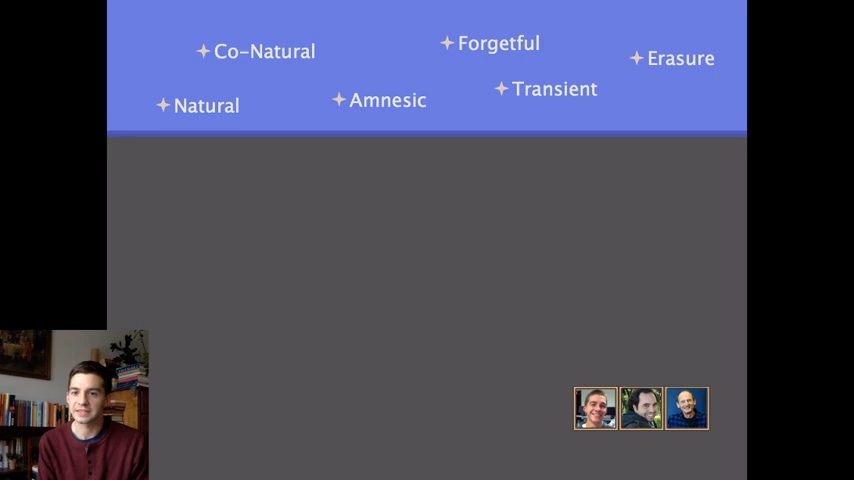 Co-Natural
Forgetful
Erasure
Natural
Amnesic
Transient